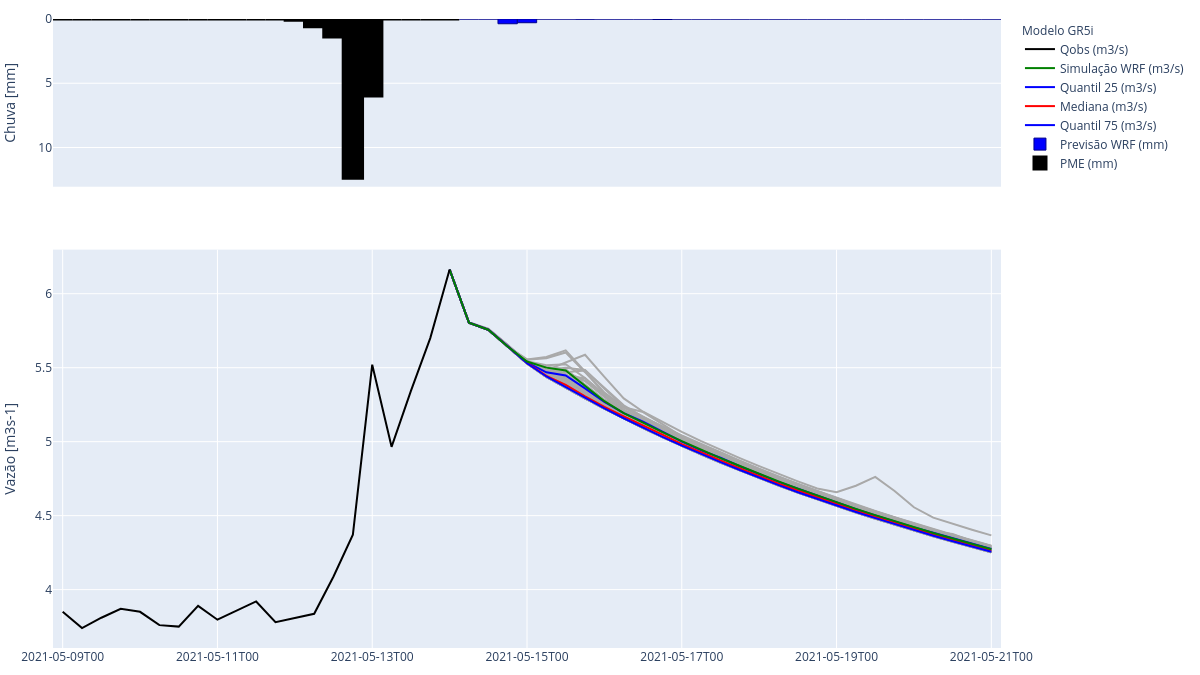 Chuva [mm]
0
5
10
Modelo GR5i
Qobs (m3/s)
Simulação WRF (m3/s)
Quantil 25 (m3/s)
Mediana (m3/s)
Quantil 75 (m3/s)
Previsão WRF (mm)
PME (mm)
Vazão [m3s-1]
6
5.5
5
4.5
4
2021-05-09T00
2021-05-11T00
2021-05-13T00
2021-05-15T00
2021-05-17T00
2021-05-19T00
2021-05-21T00